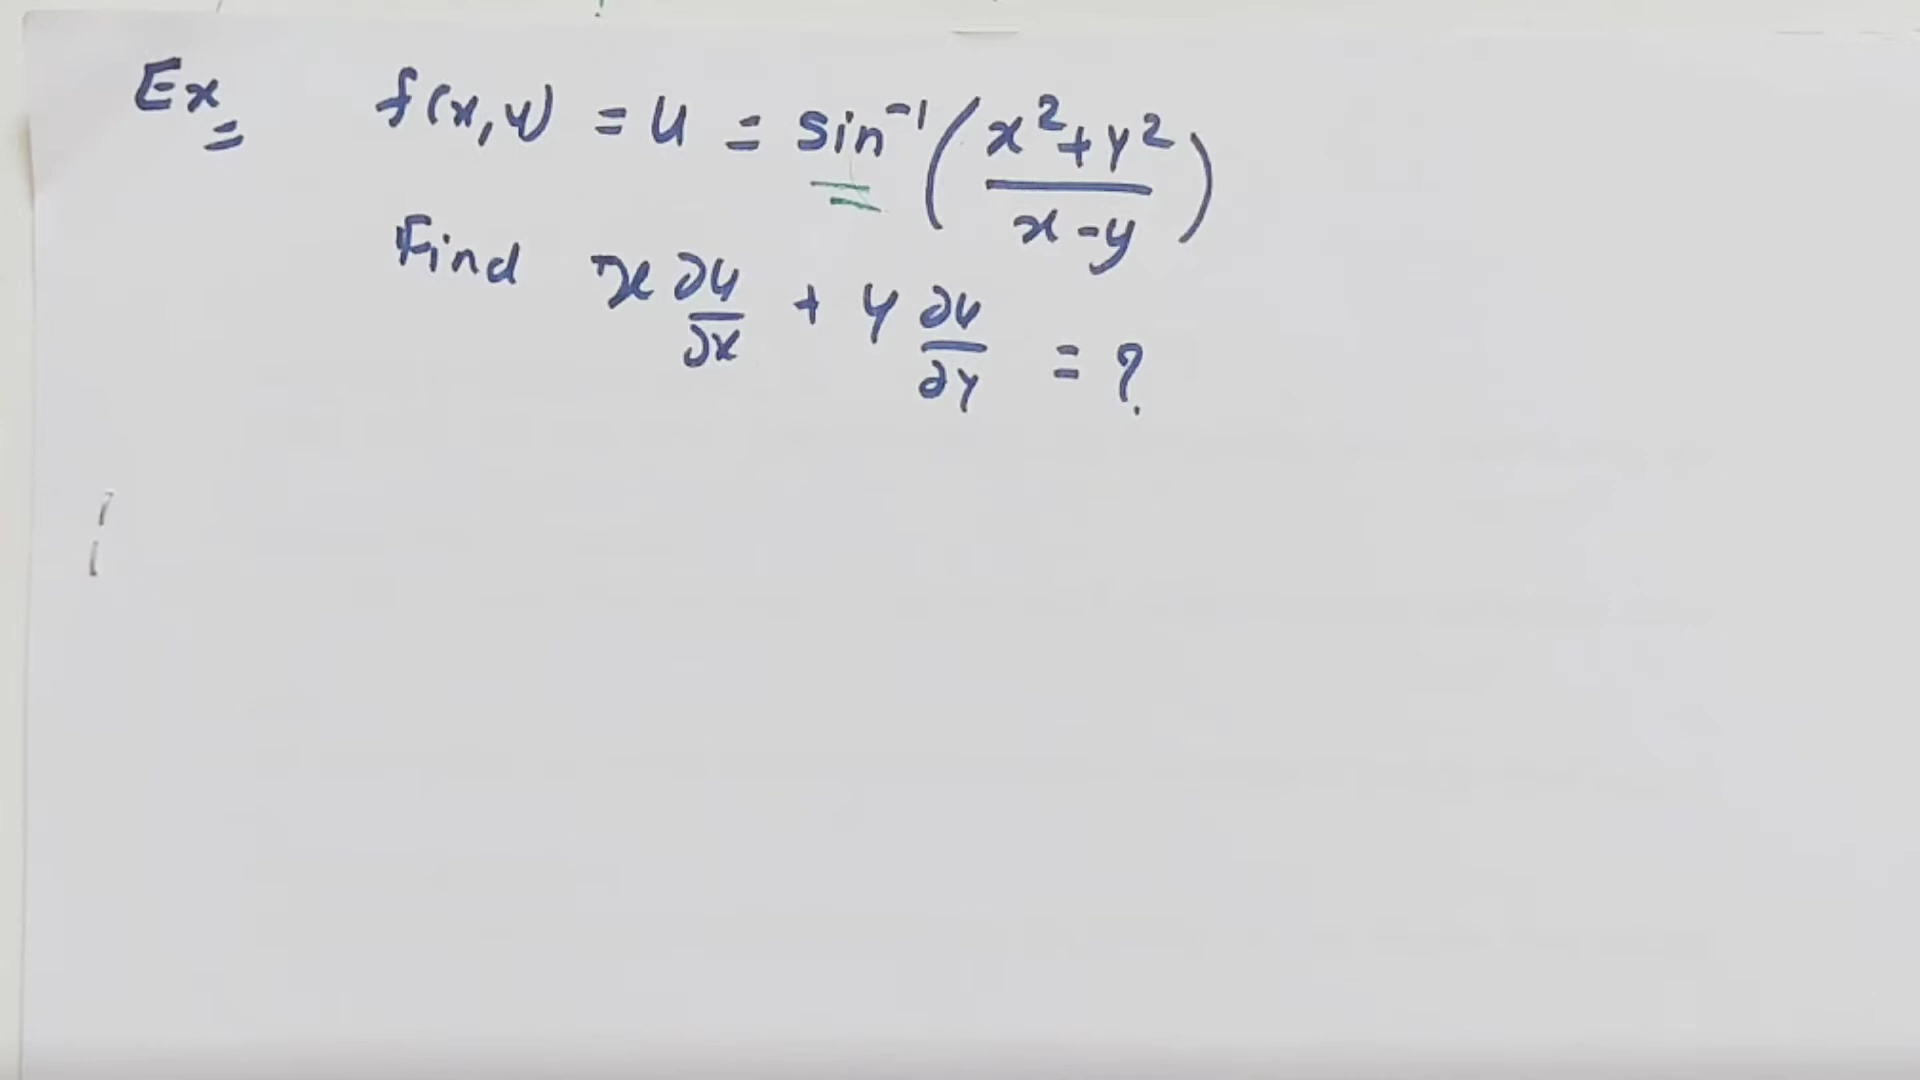 Ex f(x,y) = u = sin⁻¹((x²+y²)/(x-y))
Find x ∂u/∂x + y ∂u/∂y = ?